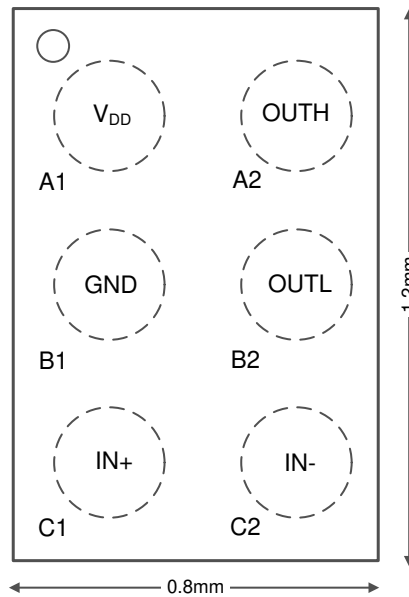 VDD OUTH
A1 A2
GND OUTL
B1 B2
1.2mm
IN+ IN-
C1 C2
0.8mm